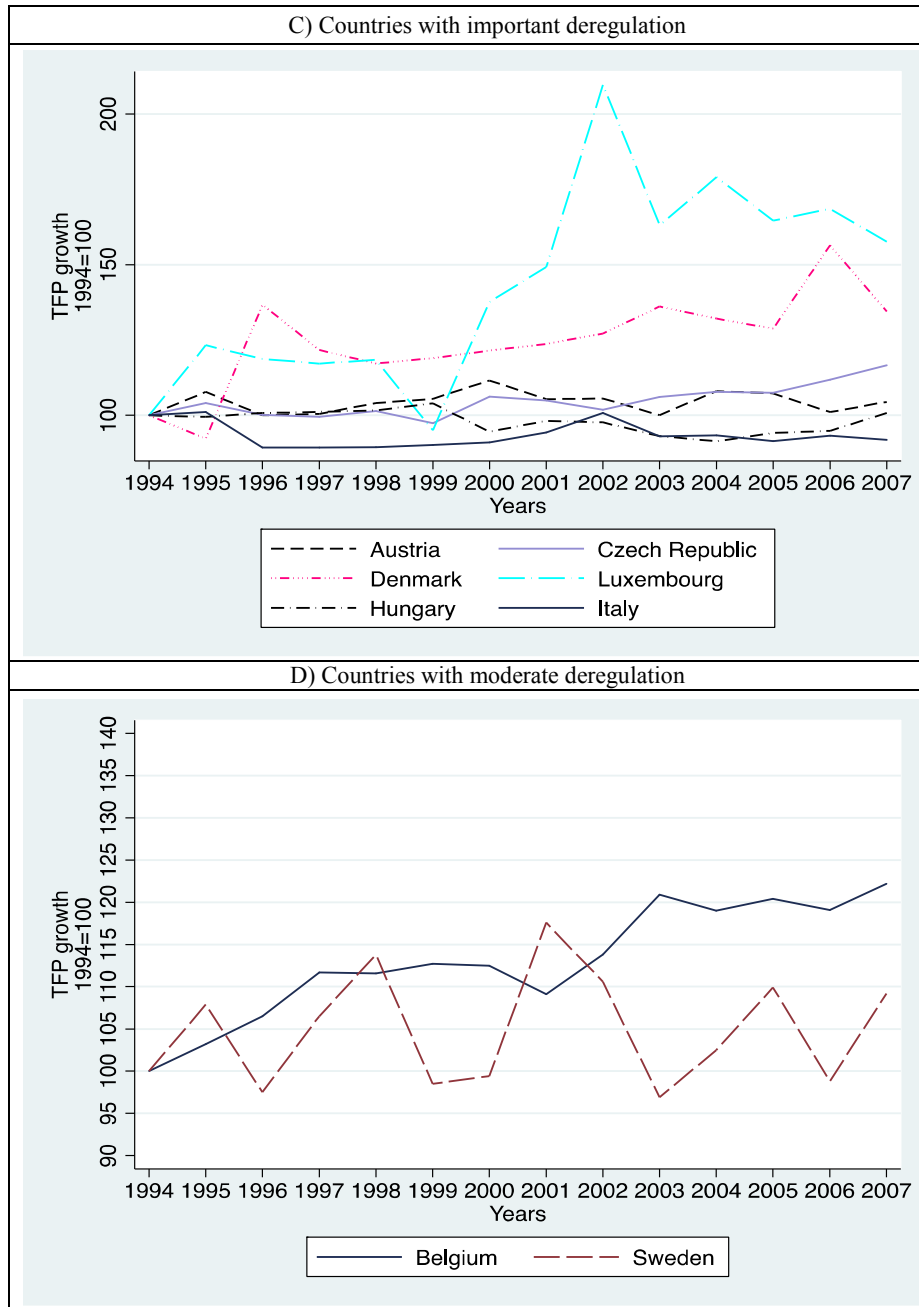 C) Countries with important deregulation
200
150
100
TFP growth
1994=100
1994 1995 1996 1997 1998 1999 2000 2001 2002 2003 2004 2005 2006 2007
Years
Austria Czech Republic
Denmark Luxembourg
Hungary Italy
D) Countries with moderate deregulation
140
135
130
125
120
115
110
105
100
95
90
TFP growth
1994=100
1994 1995 1996 1997 1998 1999 2000 2001 2002 2003 2004 2005 2006 2007
Years
Belgium Sweden